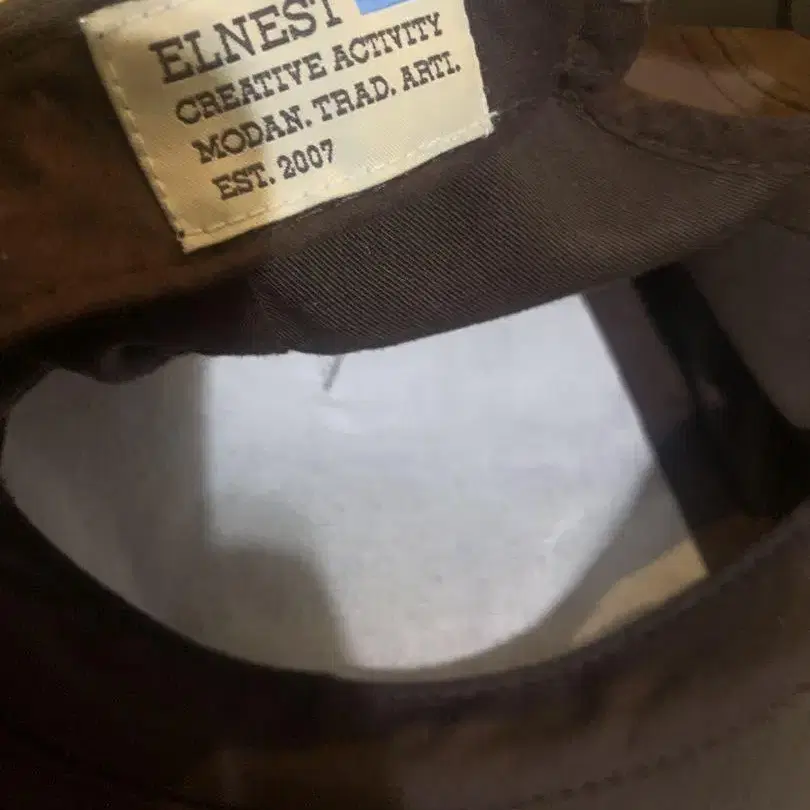 ELNEST
CREATIVE ACTIVITY
MODAN. TRAD. ARTI.
EST. 2007